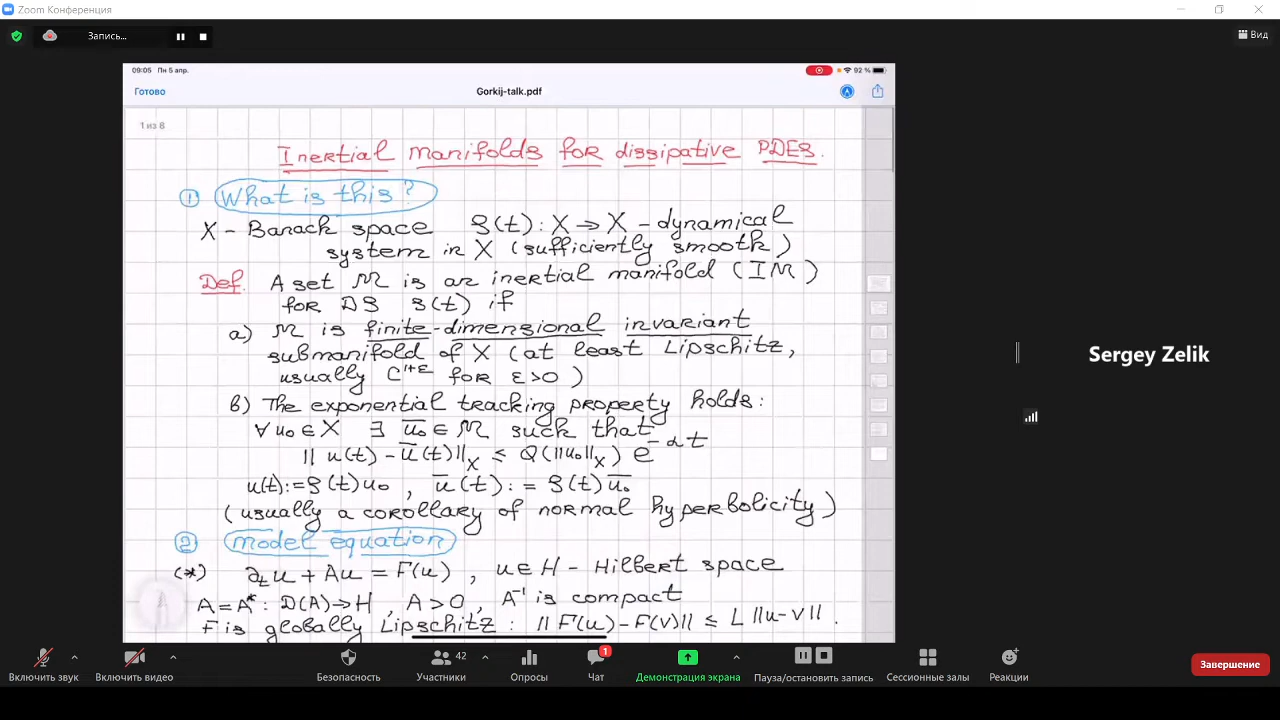 Zoom Конференция
Запись...
Вид
09:05 Пн 5 апр.
92 %
Готово
Gorkij-talk.pdf
1 из 8
Inertial manifolds for dissipative PDES.
① What is this?
X - Banach space S(t): X → X - dynamical
system in X (sufficiently smooth)
Def. A set M is an inertial manifold (IM)
for DS S(t) if
a) M is finite-dimensional invariant
submanifold of X (at least Lipschitz,
usually C^{1+ε} for ε>0)
b) The exponential tracking property holds:
∀ u₀ ∈ X ∃ ū₀ ∈ M such that
‖ u(t) - ū(t)‖_X ≤ Q(‖u₀‖_X) e^{-αt}
u(t):= S(t)u₀, ū(t):= S(t)ū₀
(usually a corollary of normal hyperbolicity)
② model equation
(*) ∂_t u + Au = F(u), u∈H - Hilbert space
A = A*: D(A)→H, A>0, A⁻¹ is compact
F is globally Lipschitz: ‖F(u)-F(v)‖ ≤ L ‖u-v‖.
Sergey Zelik
Включить звук
Включить видео
Безопасность
42
Участники
Опросы
1
Чат
Демонстрация экрана
Пауза/остановить запись
Сессионные залы
Реакции
Завершение